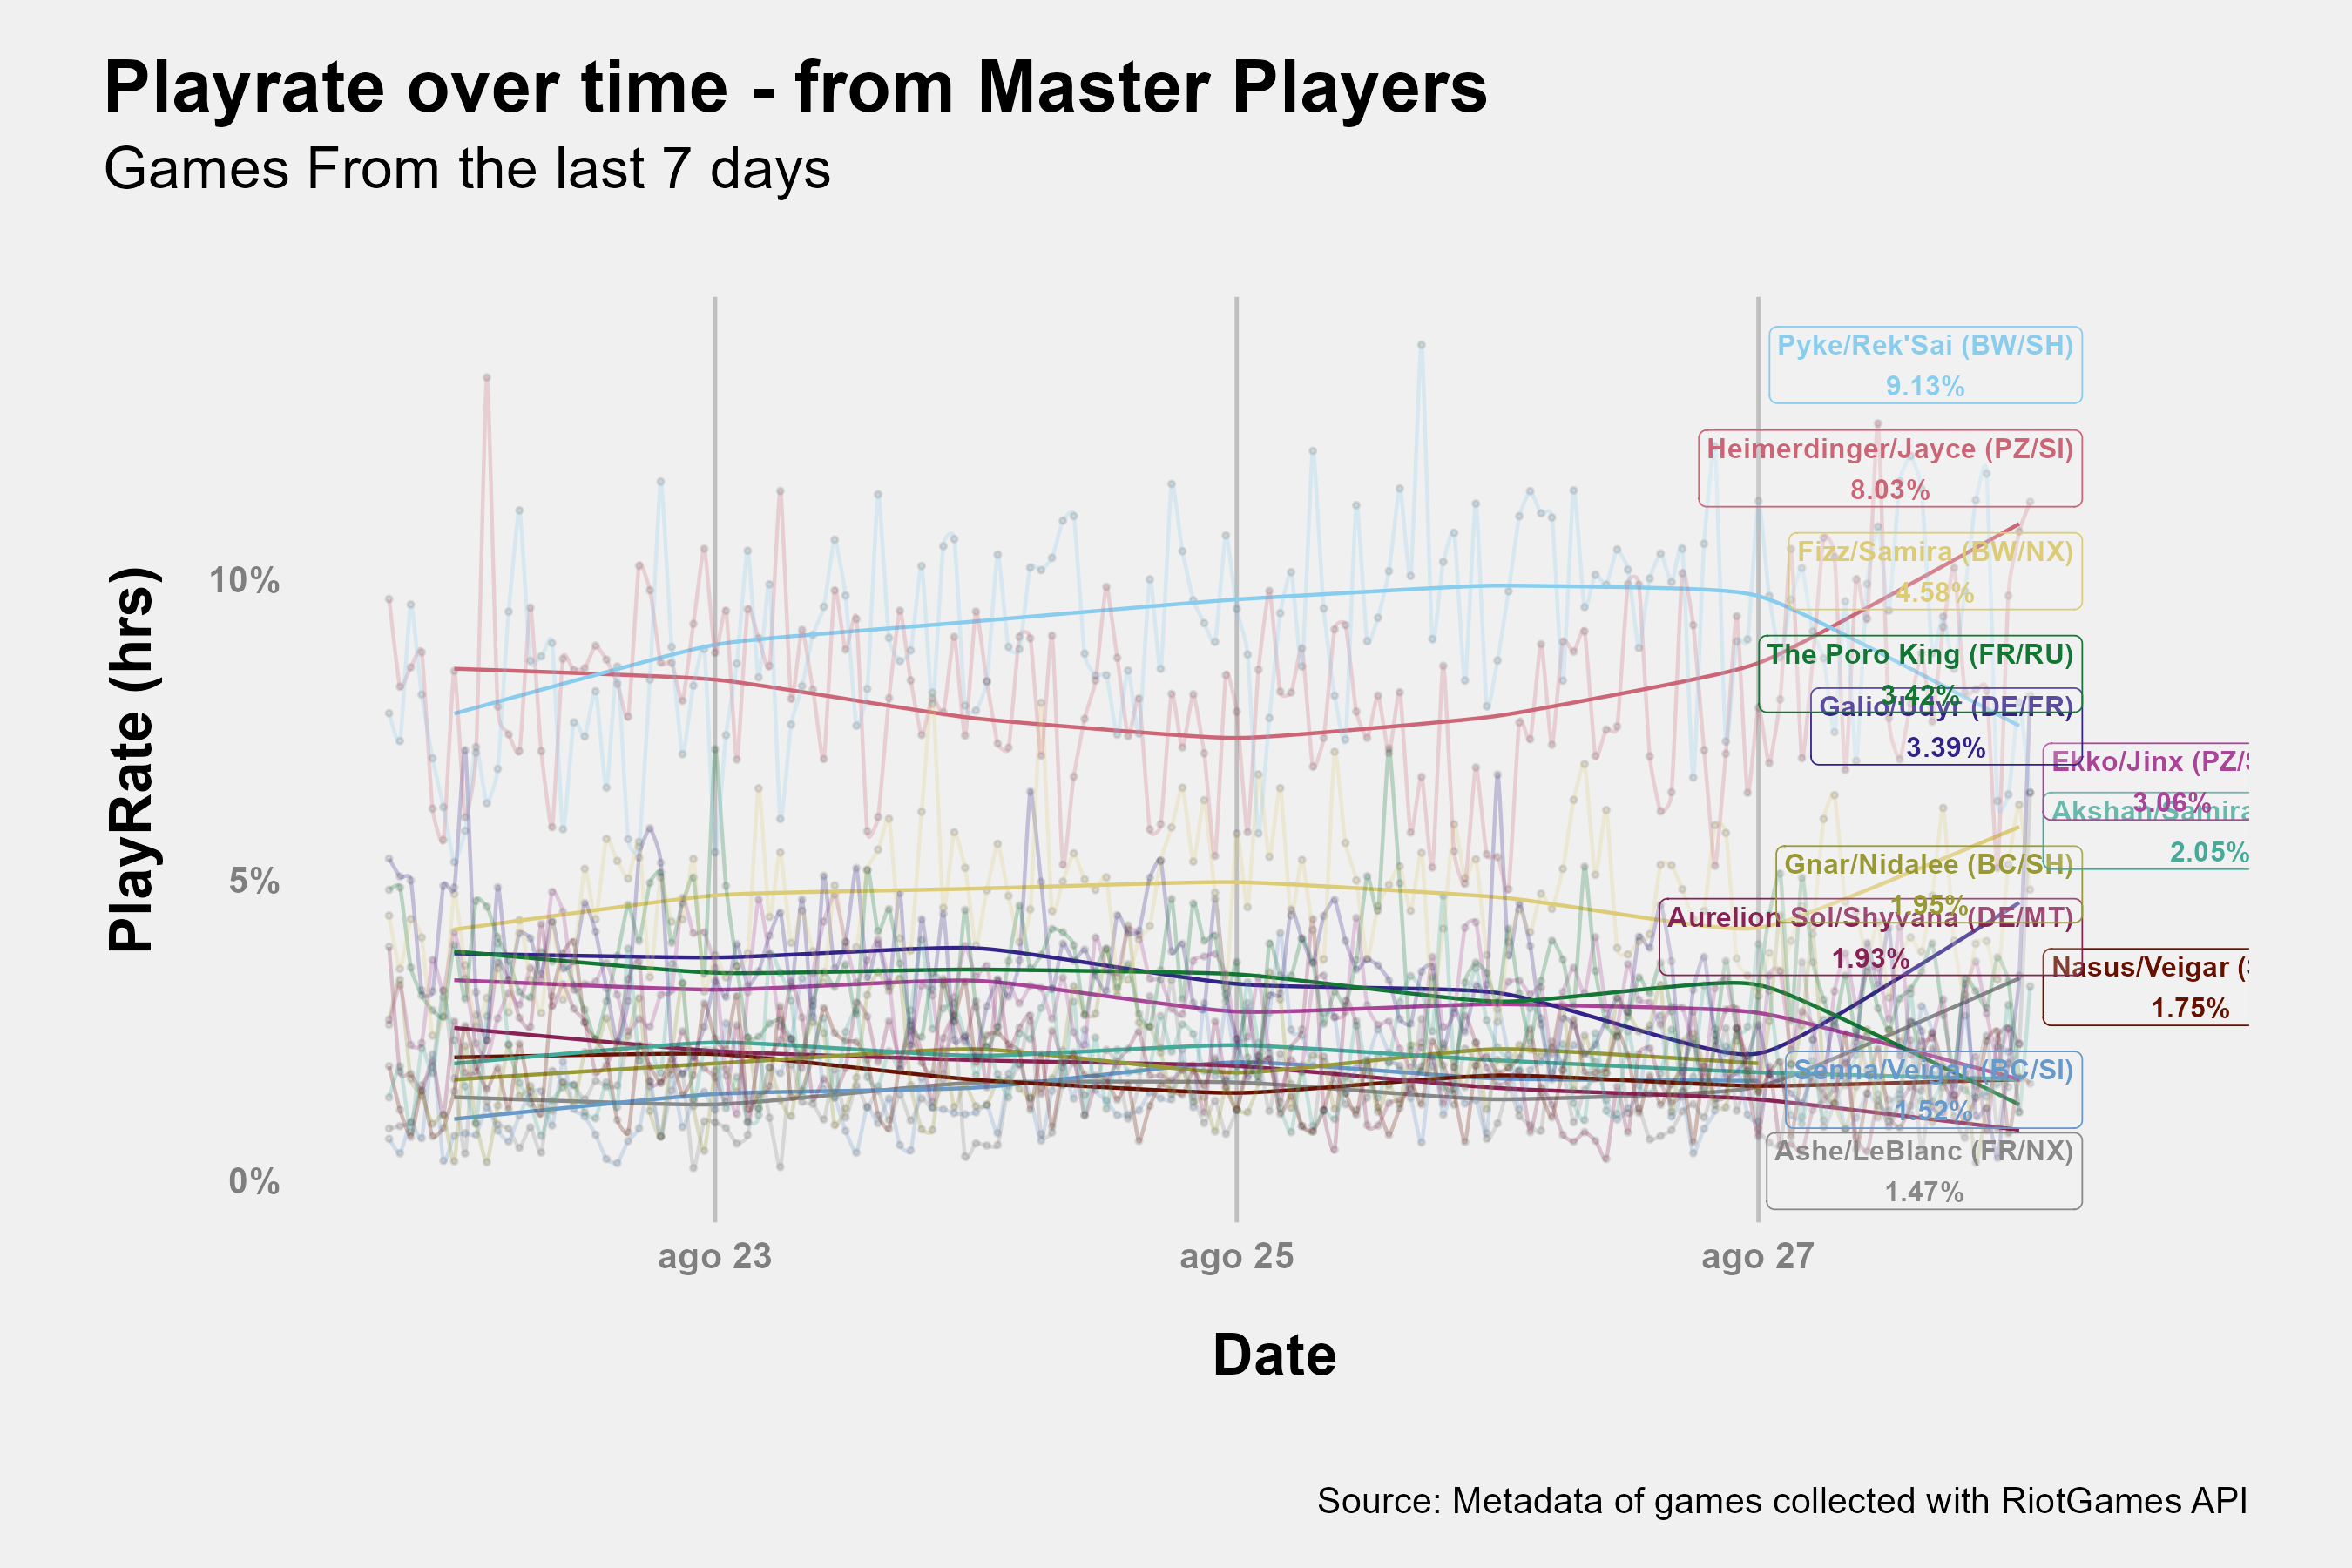 Playrate over time - from Master Players
Games From the last 7 days
PlayRate (hrs)
10%
5%
0%
Pyke/Rek'Sai (BW/SH)
9.13%
Heimerdinger/Jayce (PZ/SI)
8.03%
Fizz/Samira (BW/NX)
4.58%
The Poro King (FR/RU)
3.42%
Galio/Udyr (DE/FR)
3.39%
Ekko/Jinx (PZ/S
3.06%
Akshan/Samira
2.05%
Gnar/Nidalee (BC/SH)
1.95%
Aurelion Sol/Shyvana (DE/MT)
1.93%
Nasus/Veigar (S
1.75%
Senna/Veigar (BC/SI)
1.52%
Ashe/LeBlanc (FR/NX)
1.47%
ago 23
ago 25
ago 27
Date
Source: Metadata of games collected with RiotGames API